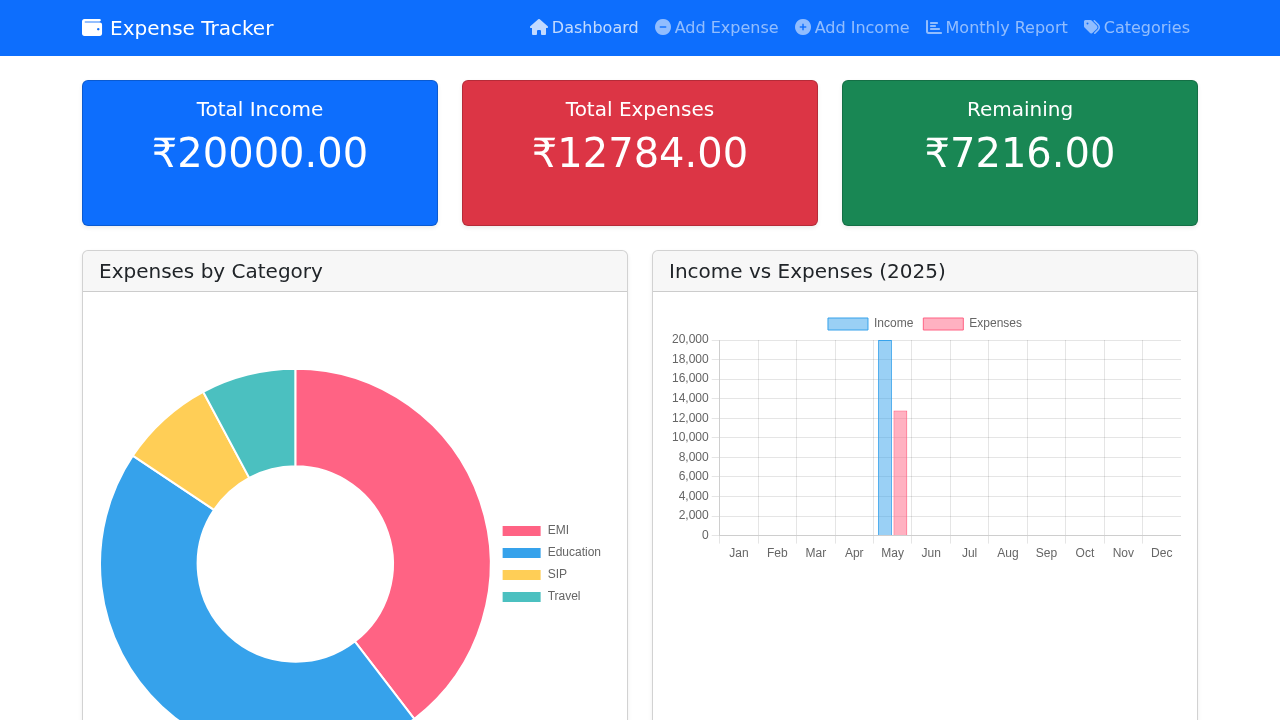 Expense Tracker
Dashboard
Add Expense
Add Income
Monthly Report
Categories
Total Income
₹20000.00
Total Expenses
₹12784.00
Remaining
₹7216.00
Expenses by Category
EMI
Education
SIP
Travel
Income vs Expenses (2025)
Income
Expenses
20,000
18,000
16,000
14,000
12,000
10,000
8,000
6,000
4,000
2,000
0
Jan Feb Mar Apr May Jun Jul Aug Sep Oct Nov Dec